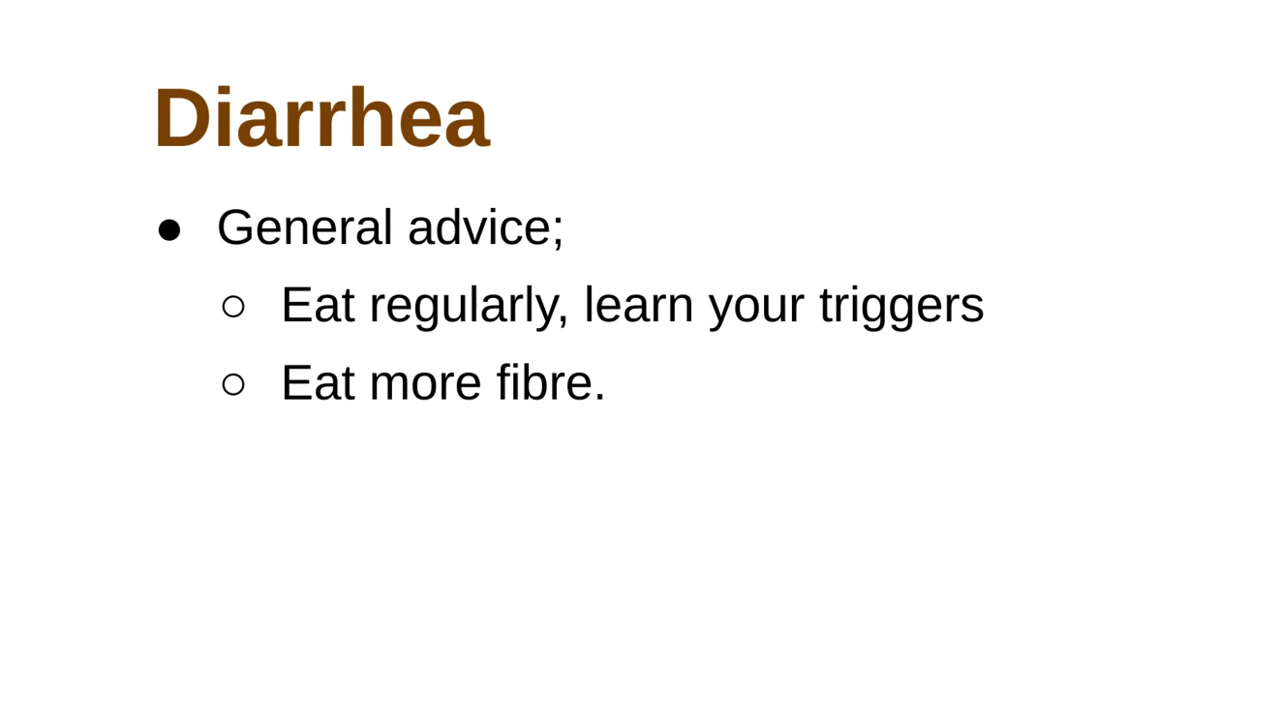 Diarrhea
● General advice;
○ Eat regularly, learn your triggers
○ Eat more fibre.